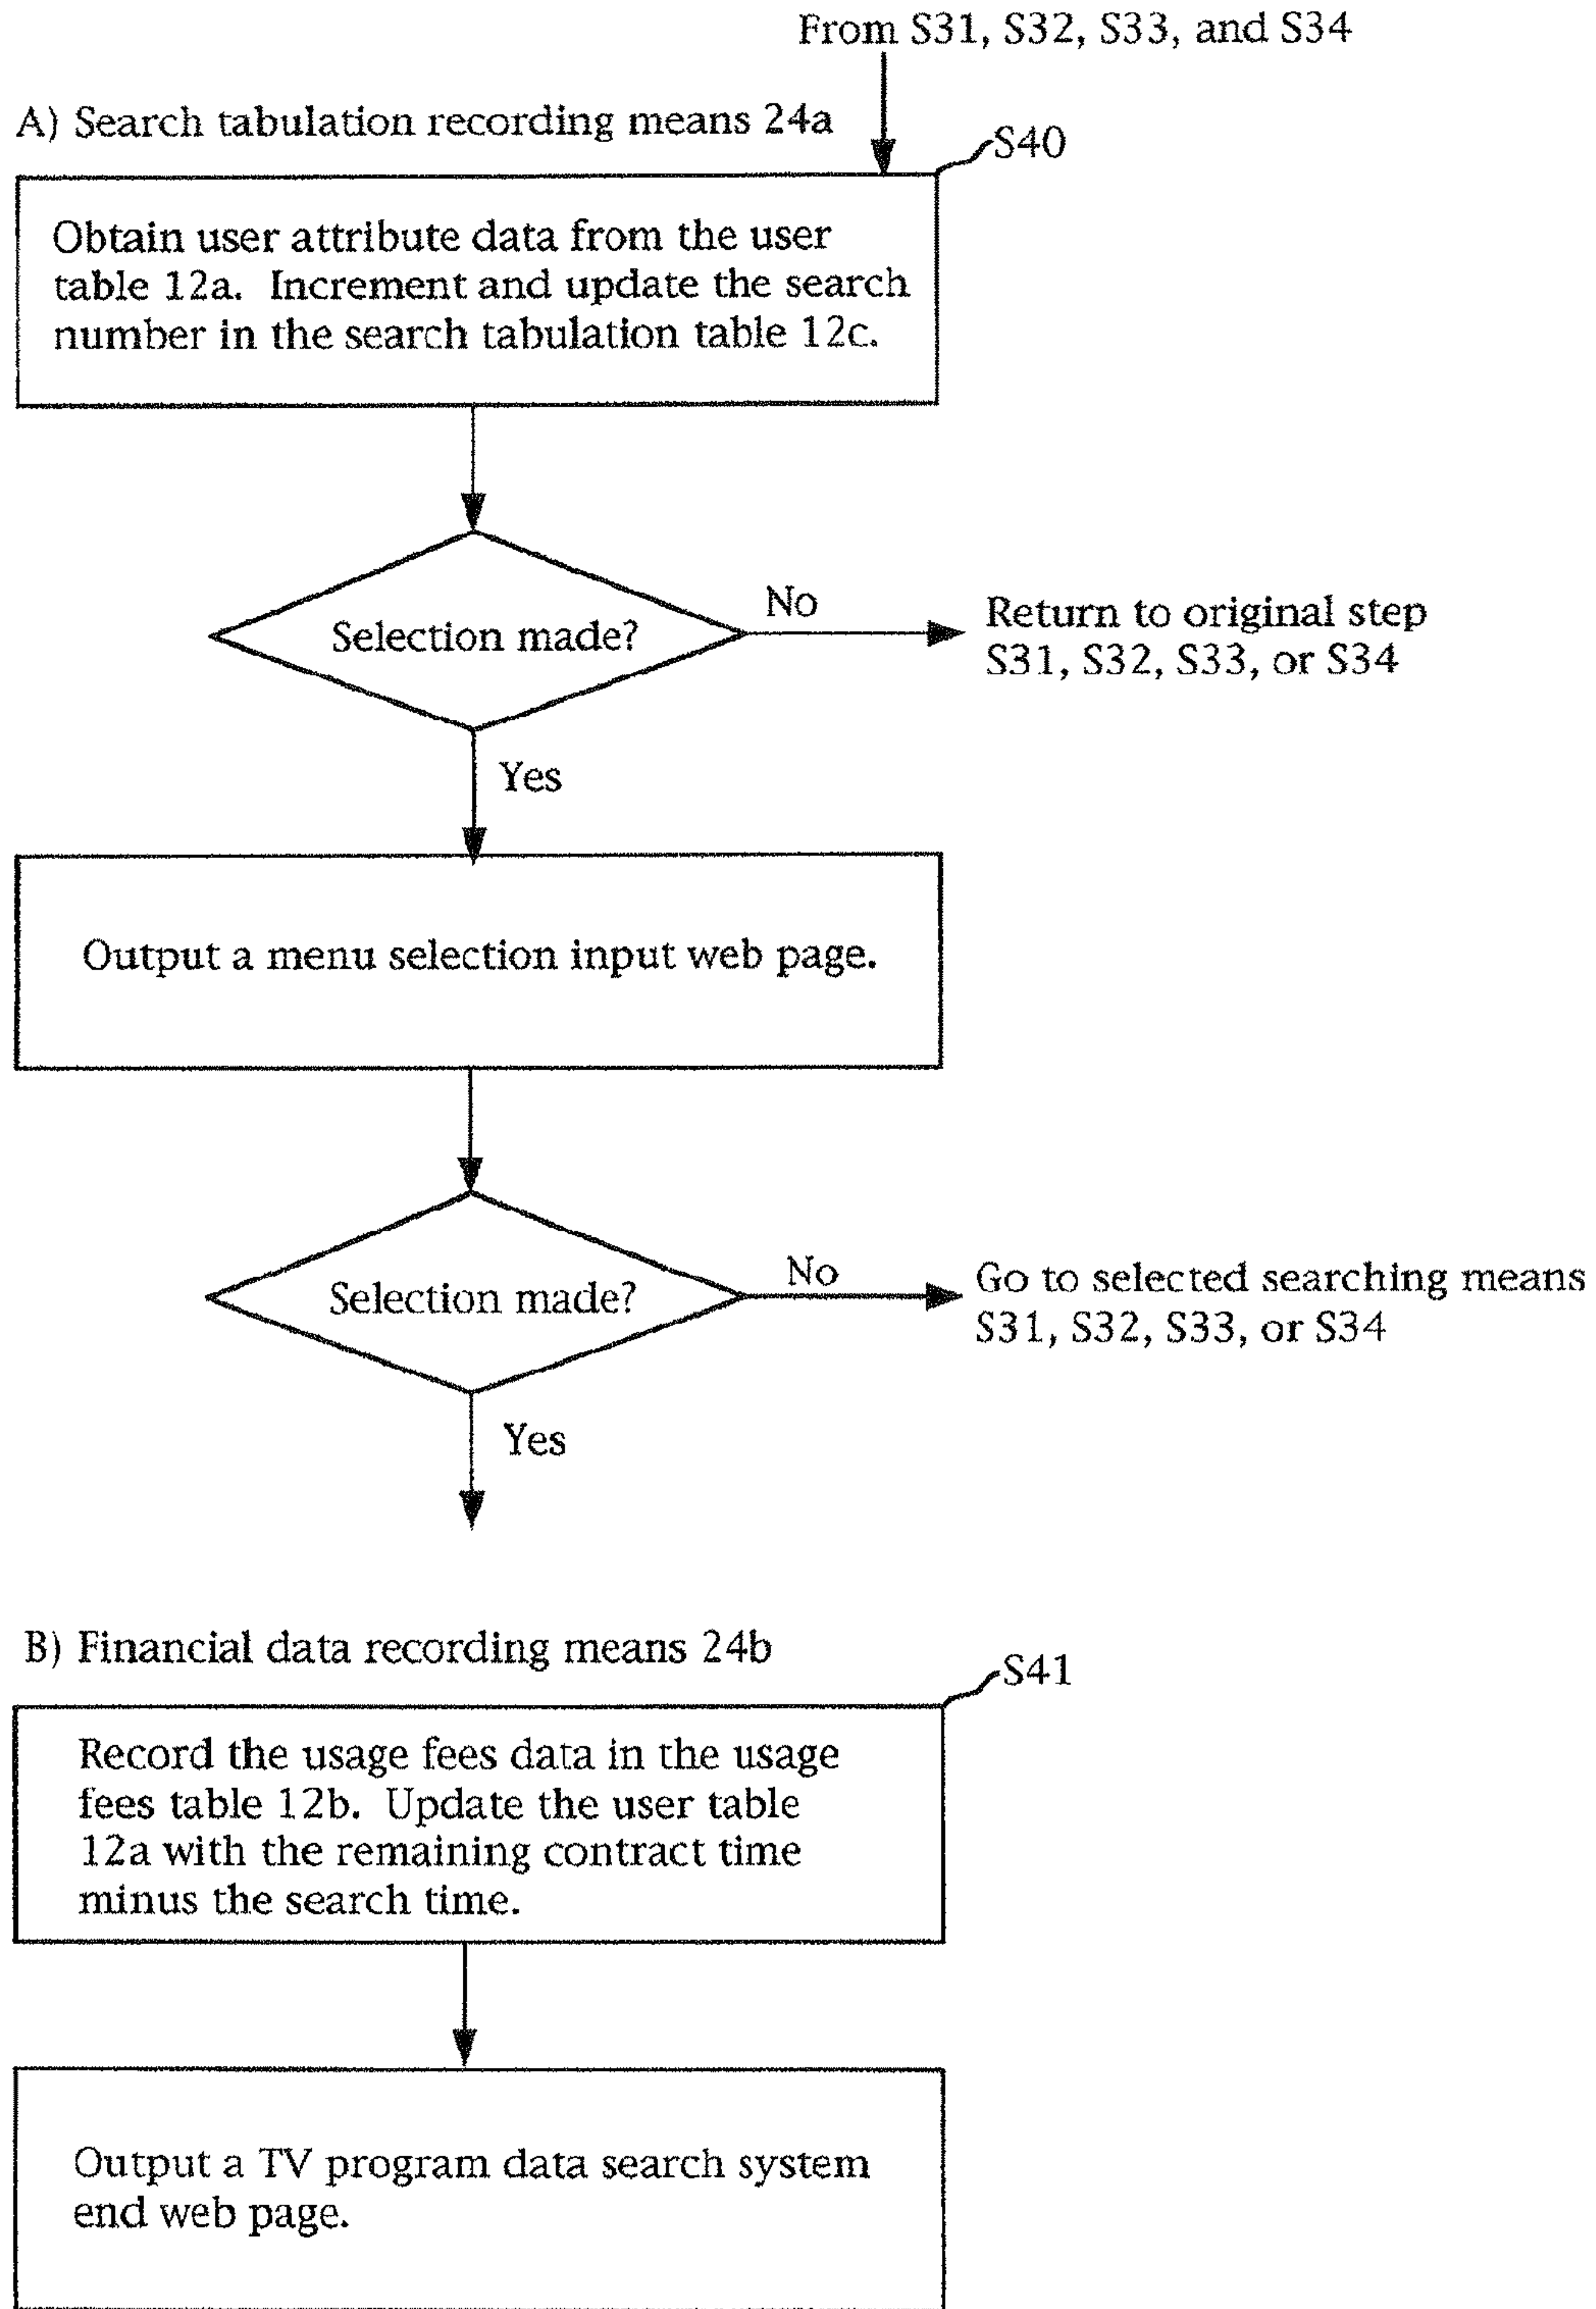 From S31, S32, S33, and S34
A) Search tabulation recording means 24a
S40
Obtain user attribute data from the user
table 12a. Increment and update the search
number in the search tabulation table 12c.
Selection made?
No
Return to original step
S31, S32, S33, or S34
Yes
Output a menu selection input web page.
Selection made?
No
Go to selected searching means
S31, S32, S33, or S34
Yes
B) Financial data recording means 24b
S41
Record the usage fees data in the usage
fees table 12b. Update the user table
12a with the remaining contract time
minus the search time.
Output a TV program data search system
end web page.